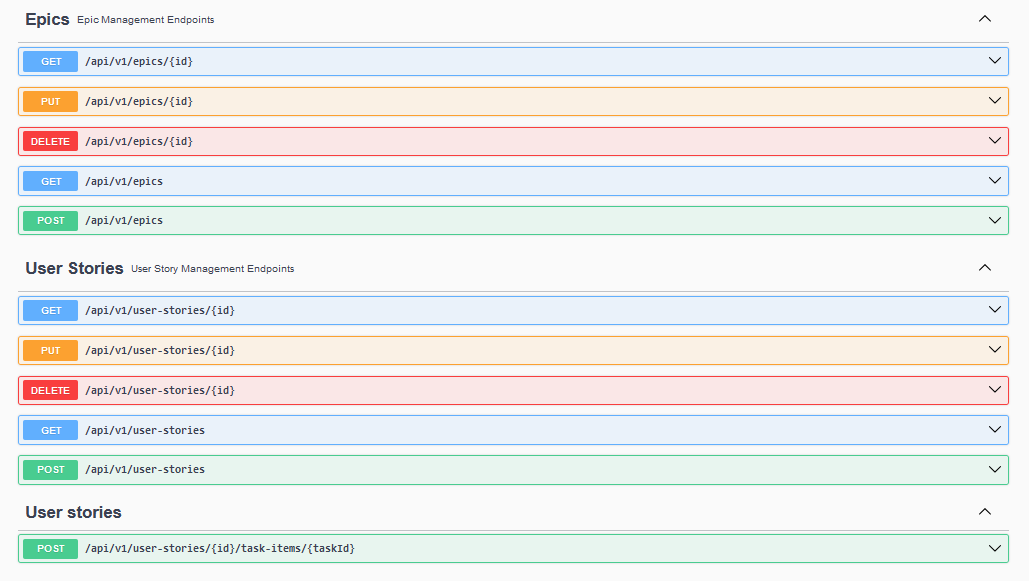 Epics Epic Management Endpoints
GET /api/v1/epics/{id}
PUT /api/v1/epics/{id}
DELETE /api/v1/epics/{id}
GET /api/v1/epics
POST /api/v1/epics
User Stories User Story Management Endpoints
GET /api/v1/user-stories/{id}
PUT /api/v1/user-stories/{id}
DELETE /api/v1/user-stories/{id}
GET /api/v1/user-stories
POST /api/v1/user-stories
User stories
POST /api/v1/user-stories/{id}/task-items/{taskId}